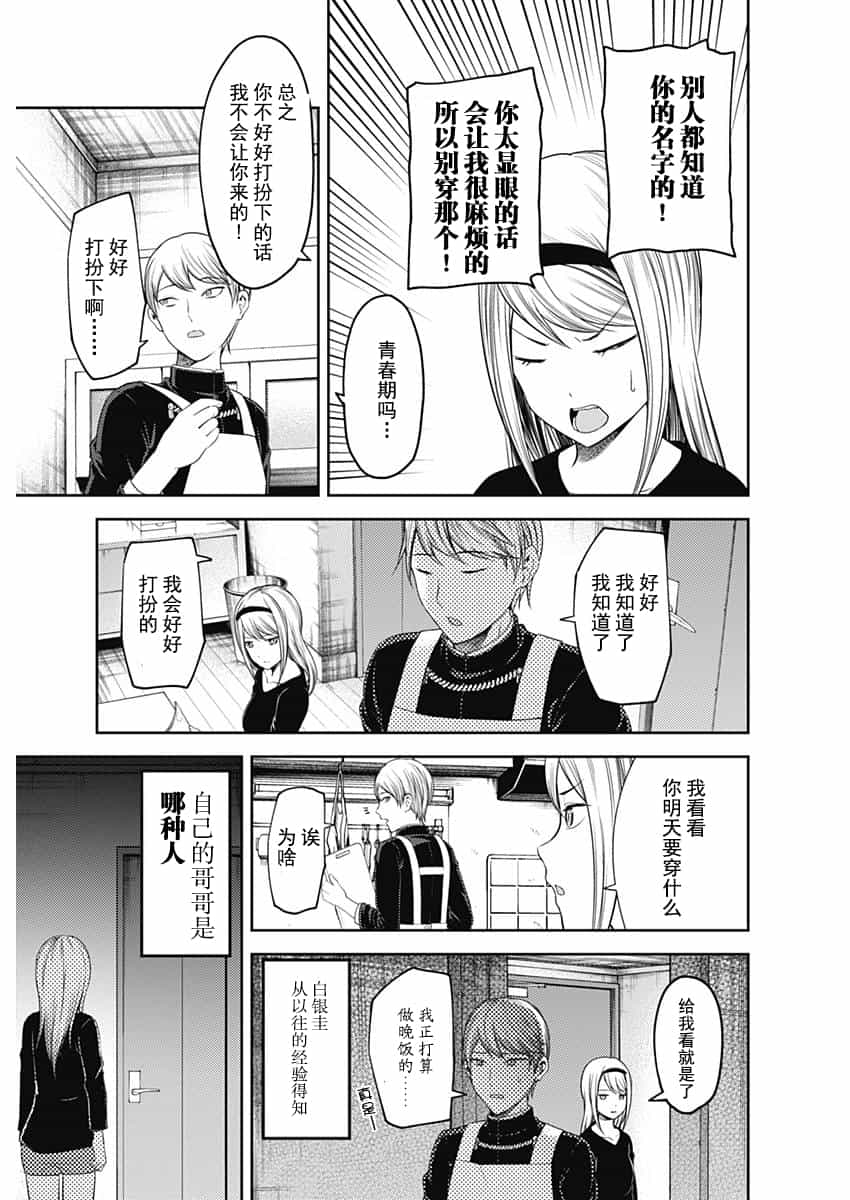 别人都知道
你的名字的！
你太显眼的话
会让我很麻烦的
所以别穿那个！
青春期吗…
总之
你不好好打扮下的话
我不会让你来的！
好好
打扮下啊……
好好
我知道了
我知道了
我会好好
打扮的
我看看
你明天要穿什么
诶
为啥
给我看就是了
我正打算
做晚饭的……
真是—
白银圭
从以往的经验得知
自己的哥哥是
哪种人